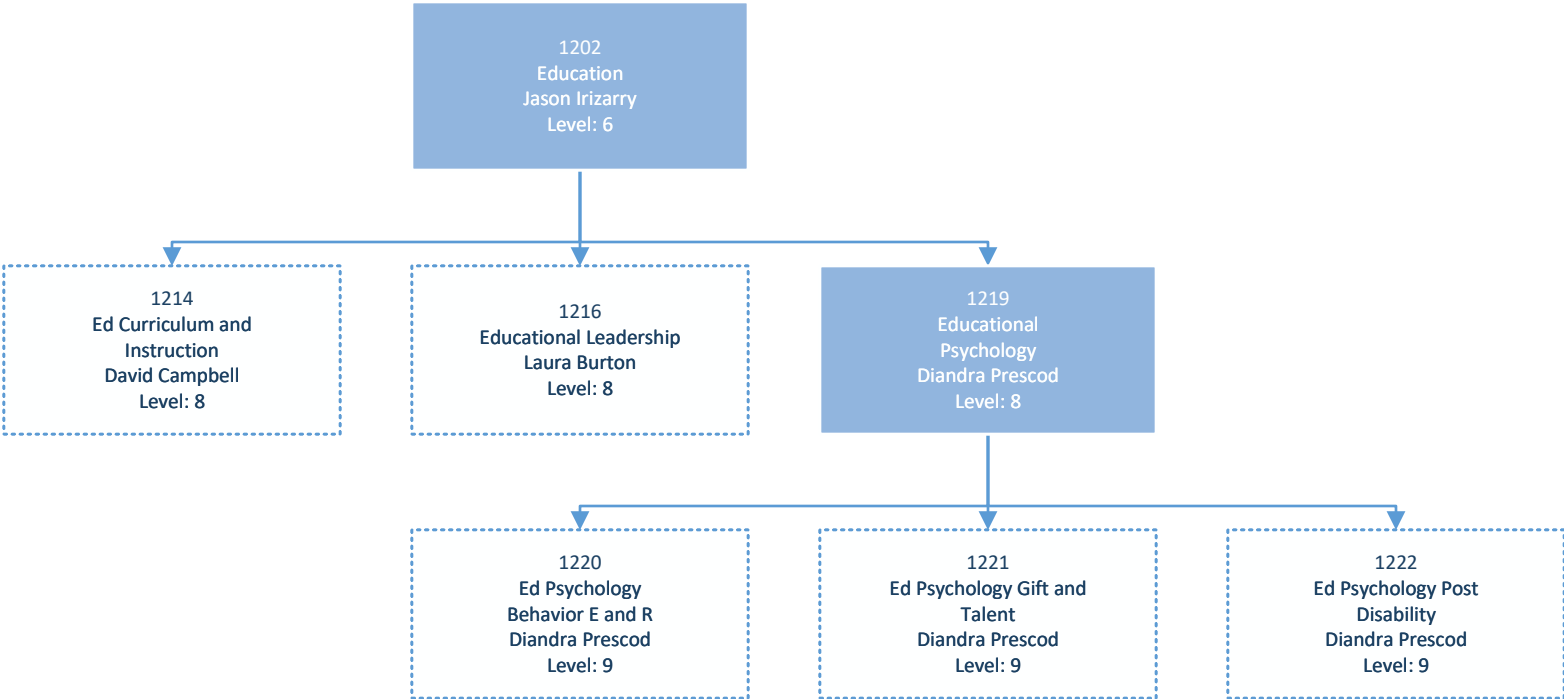 1202
Education
Jason Irizarry
Level: 6
1214
Ed Curriculum and
Instruction
David Campbell
Level: 8
1216
Educational Leadership
Laura Burton
Level: 8
1219
Educational
Psychology
Diandra Prescod
Level: 8
1220
Ed Psychology
Behavior E and R
Diandra Prescod
Level: 9
1221
Ed Psychology Gift and
Talent
Diandra Prescod
Level: 9
1222
Ed Psychology Post
Disability
Diandra Prescod
Level: 9